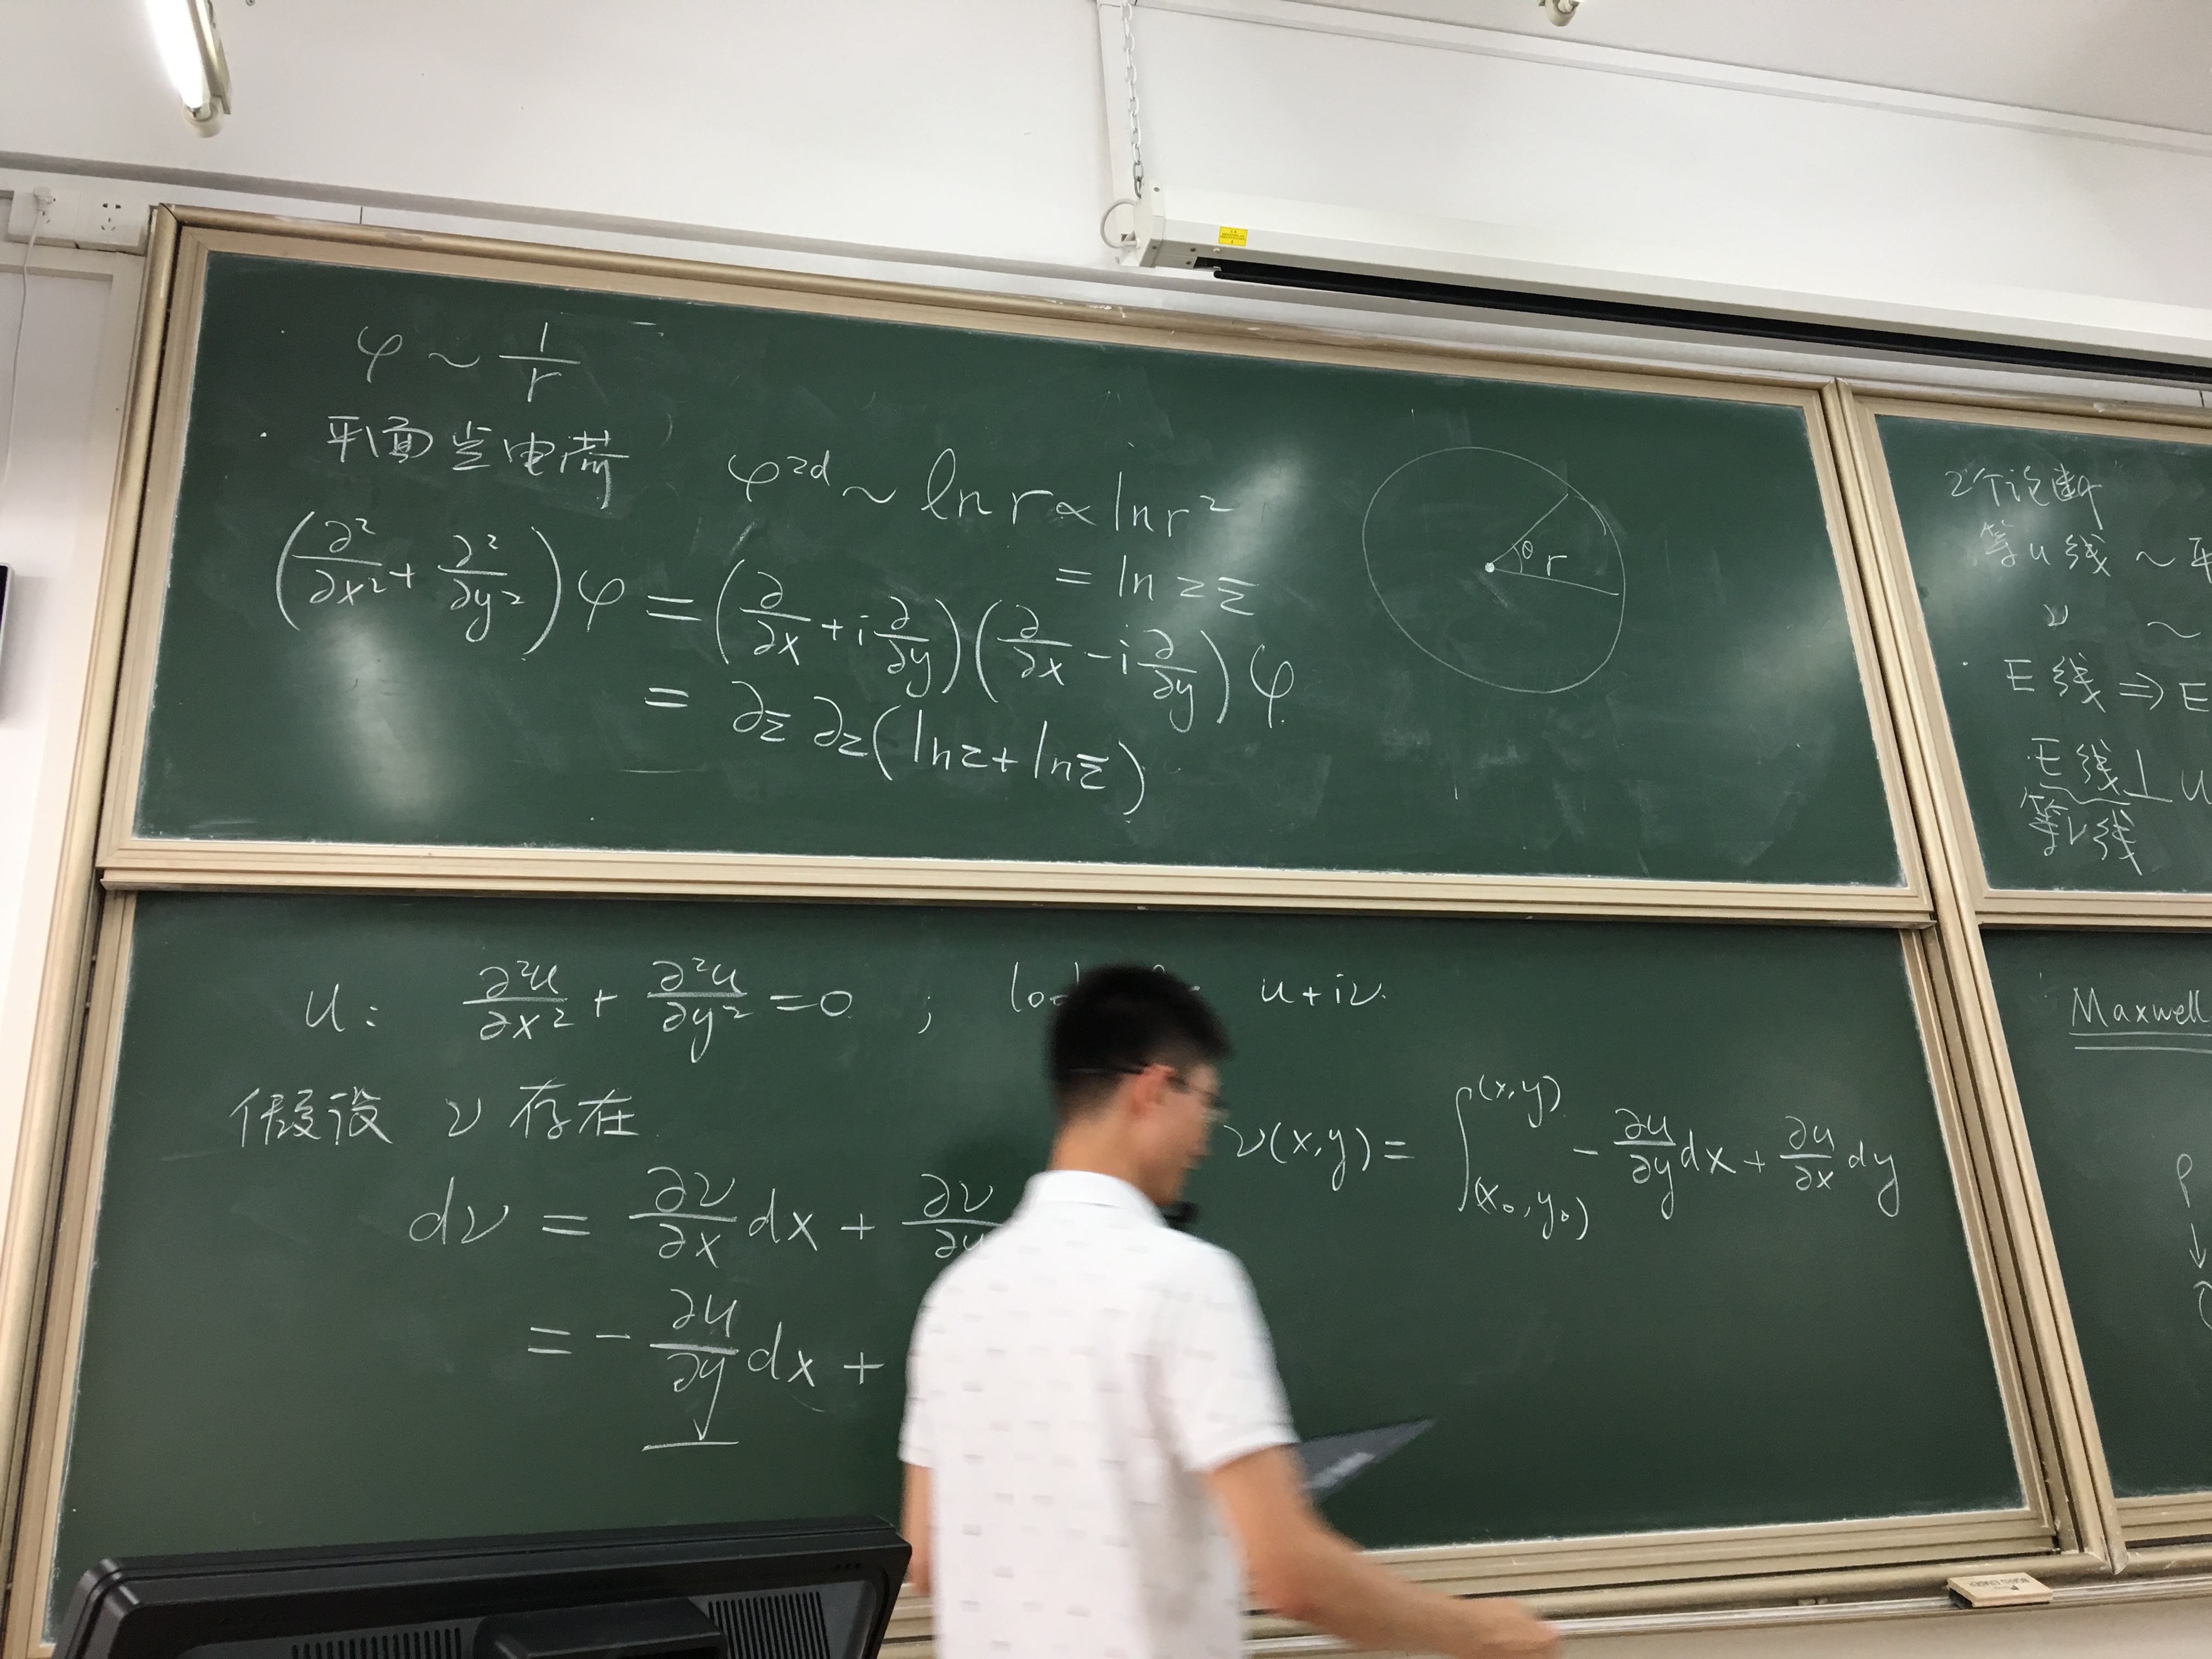 φ ~ 1/r
平面点电荷
φ^2d ~ ln r ∝ ln r²
= ln z z̄
(∂²/∂x² + ∂²/∂y²) φ = (∂/∂x + i ∂/∂y)(∂/∂x - i ∂/∂y) φ
= ∂z̄ ∂z (ln z + ln z̄)
θ r
u: ∂²u/∂x² + ∂²u/∂y² = 0 ; u+iv.
假设 v 存在
dv = ∂v/∂x dx + ∂v/∂y
= - ∂u/∂y dx +
v(x,y) = ∫_(x₀,y₀)^(x,y) - ∂u/∂y dx + ∂u/∂x dy
2个论断
等u线 ~
v ~
E线 ⇒ E
E线 ⊥ u
等v线
Maxwell
ρ
↓